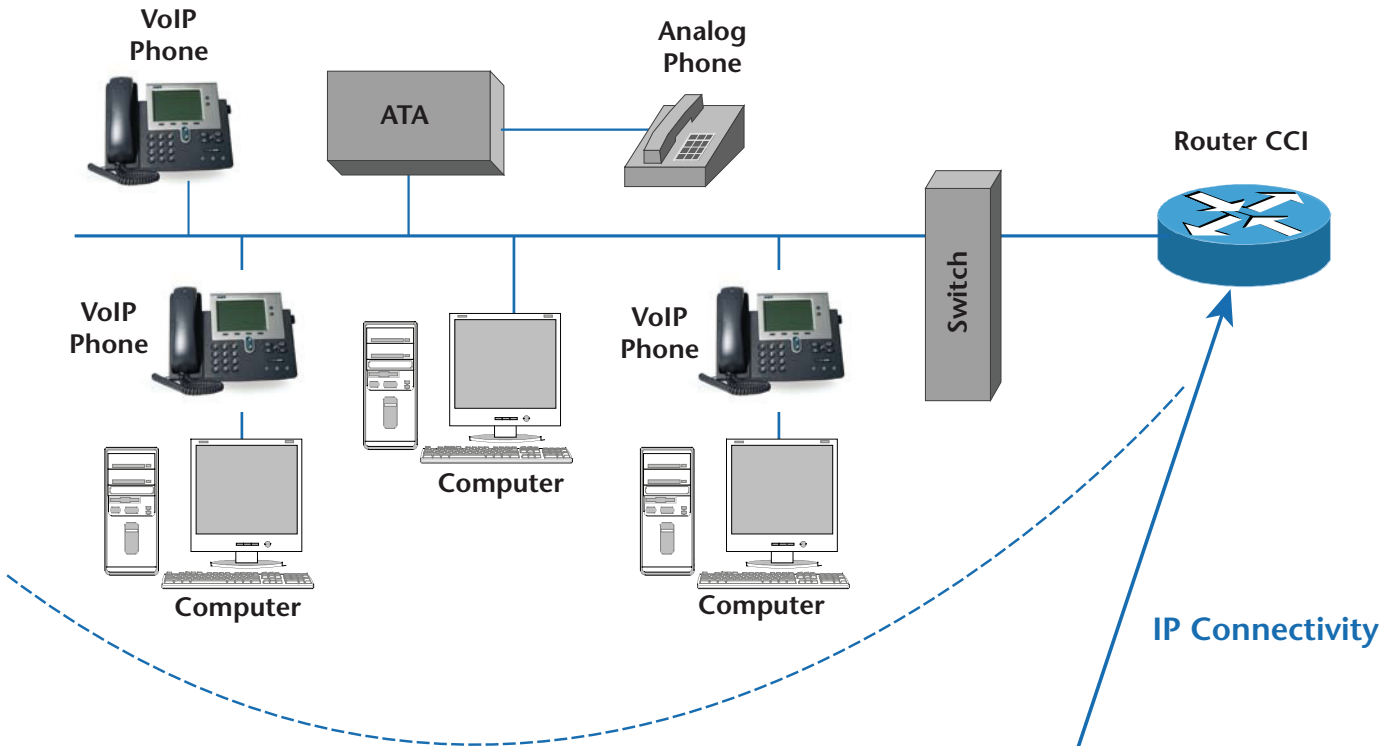 VoIP
Phone
ATA
Analog
Phone
Router CCI
Switch
VoIP
Phone
VoIP
Phone
Computer
Computer
Computer
IP Connectivity